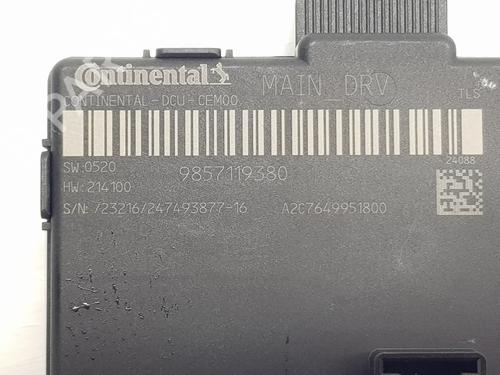 Continental
MAIN_DRV
CONTINENTAL-DCU-CEM00
TLS
24088
SW:0520
9857119380
HW:214100
S/N: /23216/247493877-16
A2C7649951800